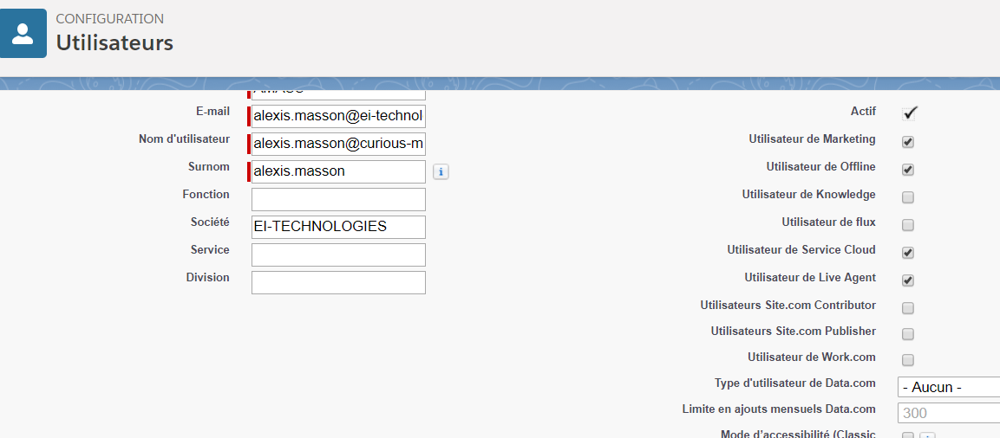 CONFIGURATION
Utilisateurs
E-mail
alexis.masson@ei-technol
Nom d'utilisateur
alexis.masson@curious-m
Surnom
alexis.masson
i
Fonction
Société
EI-TECHNOLOGIES
Service
Division
Actif
Utilisateur de Marketing
Utilisateur de Offline
Utilisateur de Knowledge
Utilisateur de flux
Utilisateur de Service Cloud
Utilisateur de Live Agent
Utilisateurs Site.com Contributor
Utilisateurs Site.com Publisher
Utilisateur de Work.com
Type d'utilisateur de Data.com
- Aucun -
Limite en ajouts mensuels Data.com
300
Mode d’accessibilité (Classic